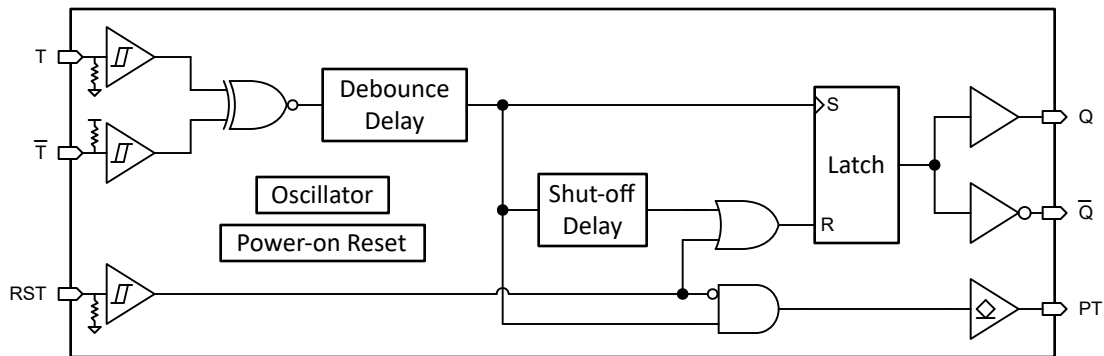 T
T̅
RST
Debounce
Delay
Oscillator
Power-on Reset
Shut-off
Delay
S
Latch
R
Q
Q̅
PT